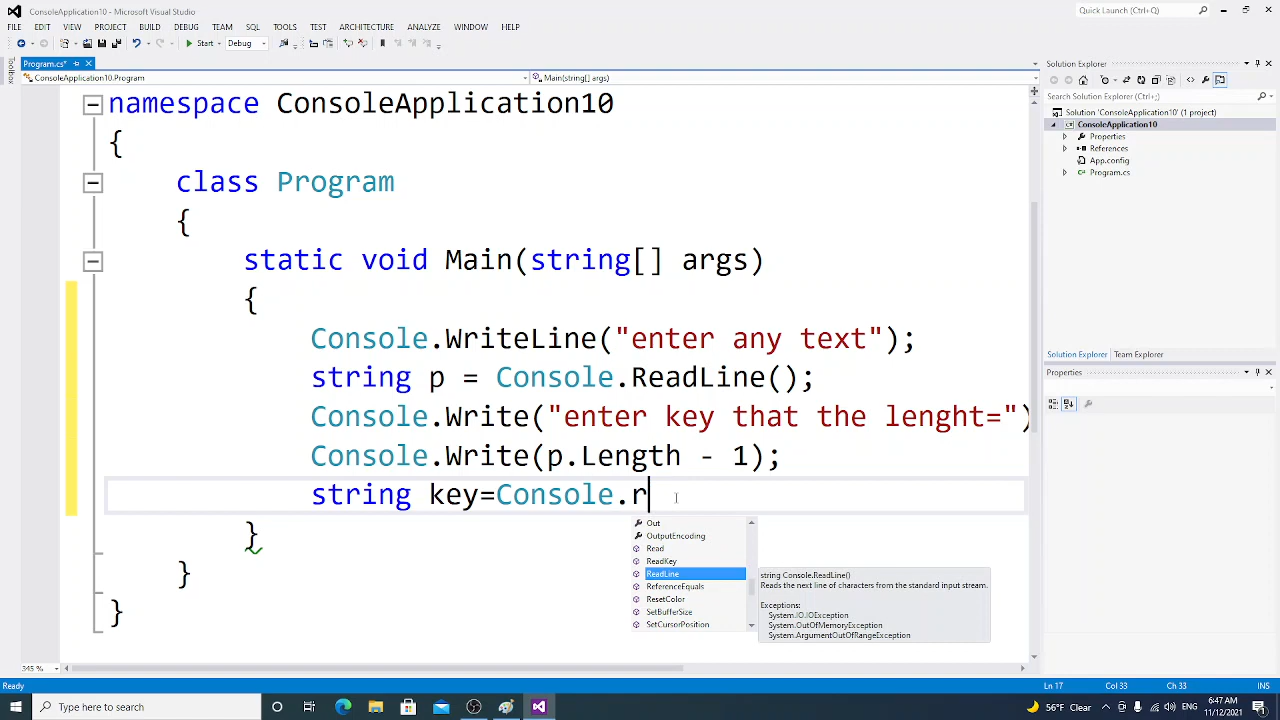 ConsoleApplication10 - Microsoft Visual Studio
Quick Launch (Ctrl+Q)
FILE EDIT VIEW PROJECT BUILD DEBUG TEAM SQL TOOLS TEST ARCHITECTURE ANALYZE WINDOW HELP
Start Debug
Toolbox
Program.cs*
ConsoleApplication10.Program
Main(string[] args)
namespace ConsoleApplication10
{
class Program
{
static void Main(string[] args)
{
Console.WriteLine("enter any text");
string p = Console.ReadLine();
Console.Write("enter key that the lenght=")
Console.Write(p.Length - 1);
string key=Console.r
}
}
}
Out
OutputEncoding
Read
ReadKey
ReadLine
ReferenceEquals
ResetColor
SetBufferSize
SetCursorPosition
string Console.ReadLine()
Reads the next line of characters from the standard input stream.
Exceptions:
System.IO.IOException
System.OutOfMemoryException
System.ArgumentOutOfRangeException
Solution Explorer
Search Solution Explorer (Ctrl+;)
Solution 'ConsoleApplication10' (1 project)
ConsoleApplication10
Properties
References
App.config
Program.cs
Solution Explorer Team Explorer
Properties
345 %
Ready
Ln 17 Col 33 Ch 33 INS
Type here to search
56°F Clear
ENG
6:47 AM
11/12/2021